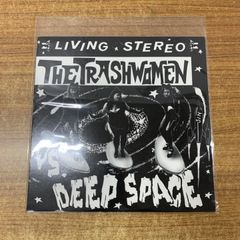 LIVING STEREO
THE TRASHWOMEN
VS
DEEP SPACE